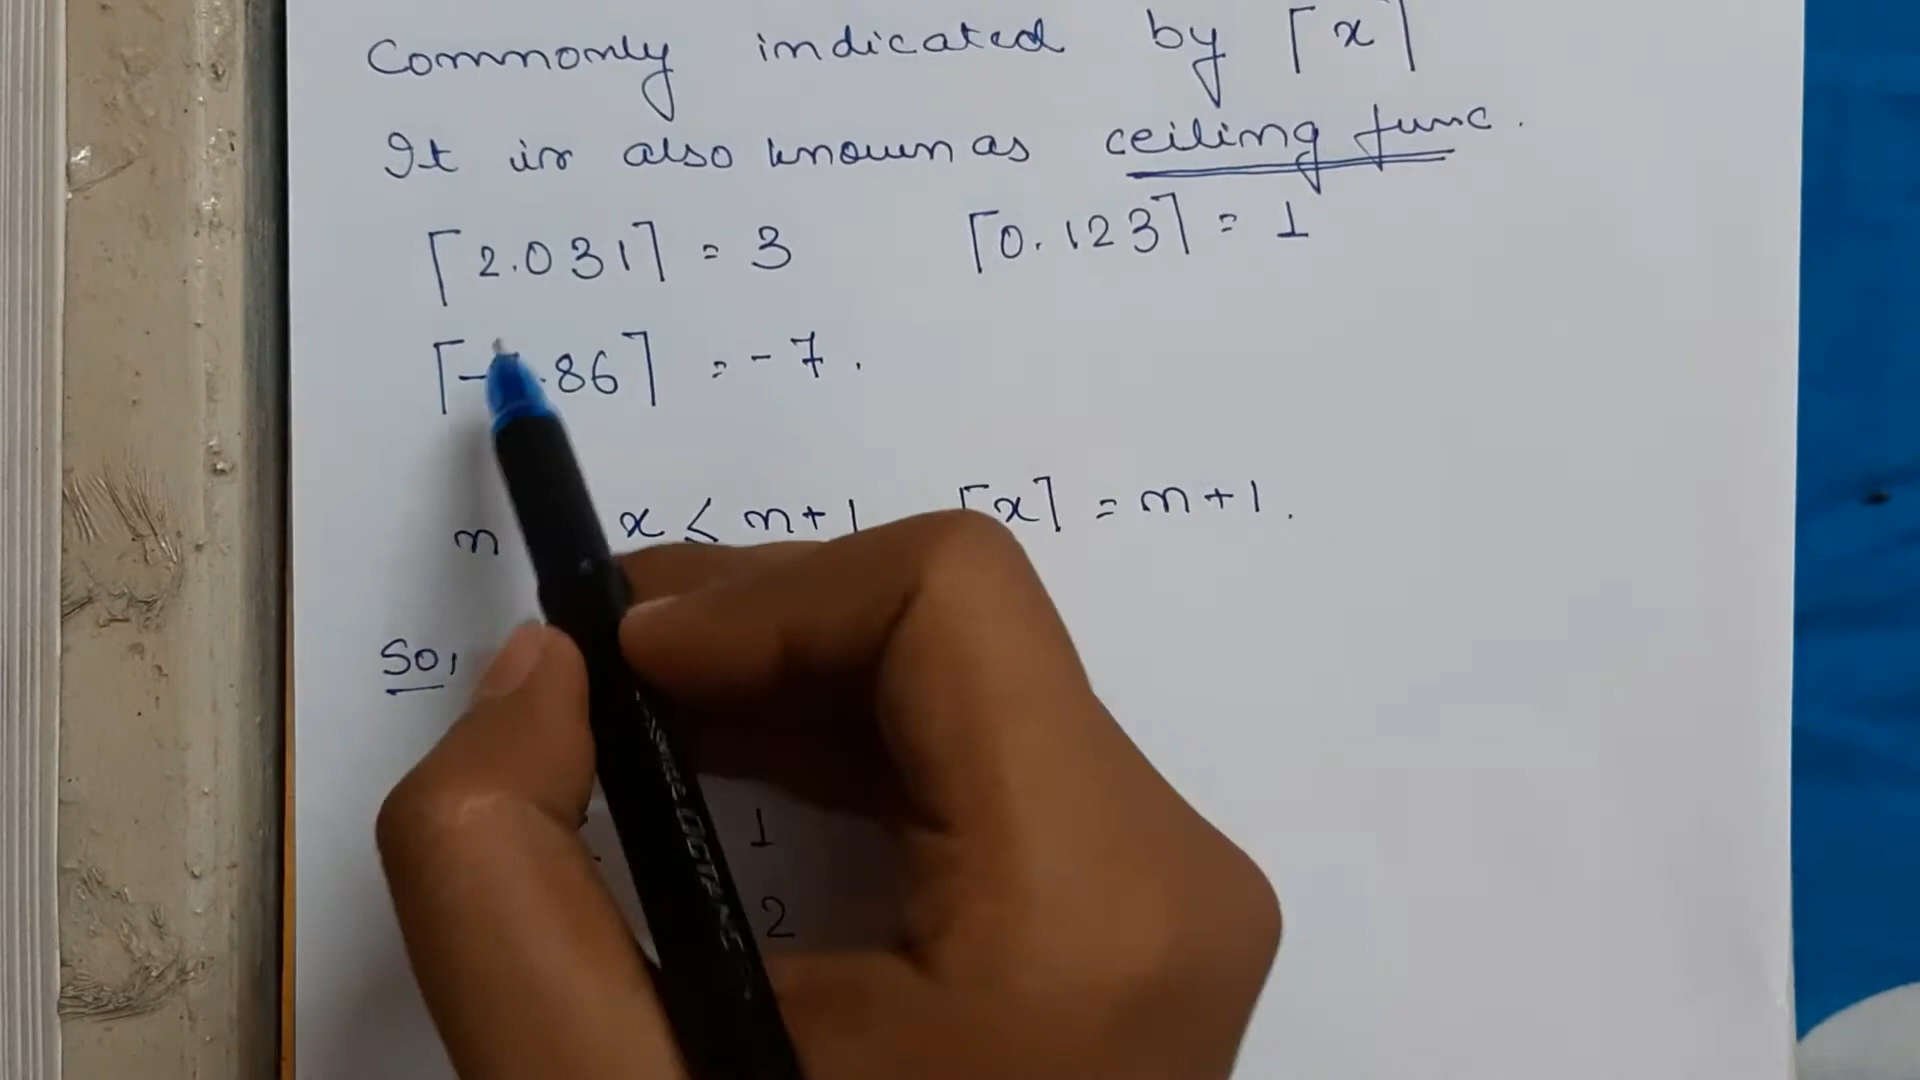 Commonly indicated by ⌈x⌉
It is also known as ceiling func.
⌈2.031⌉ = 3 ⌈0.123⌉ = 1
⌈- .86⌉ = -7.
n x < n+1 ⌈x⌉ = n+1.
So,
1
2